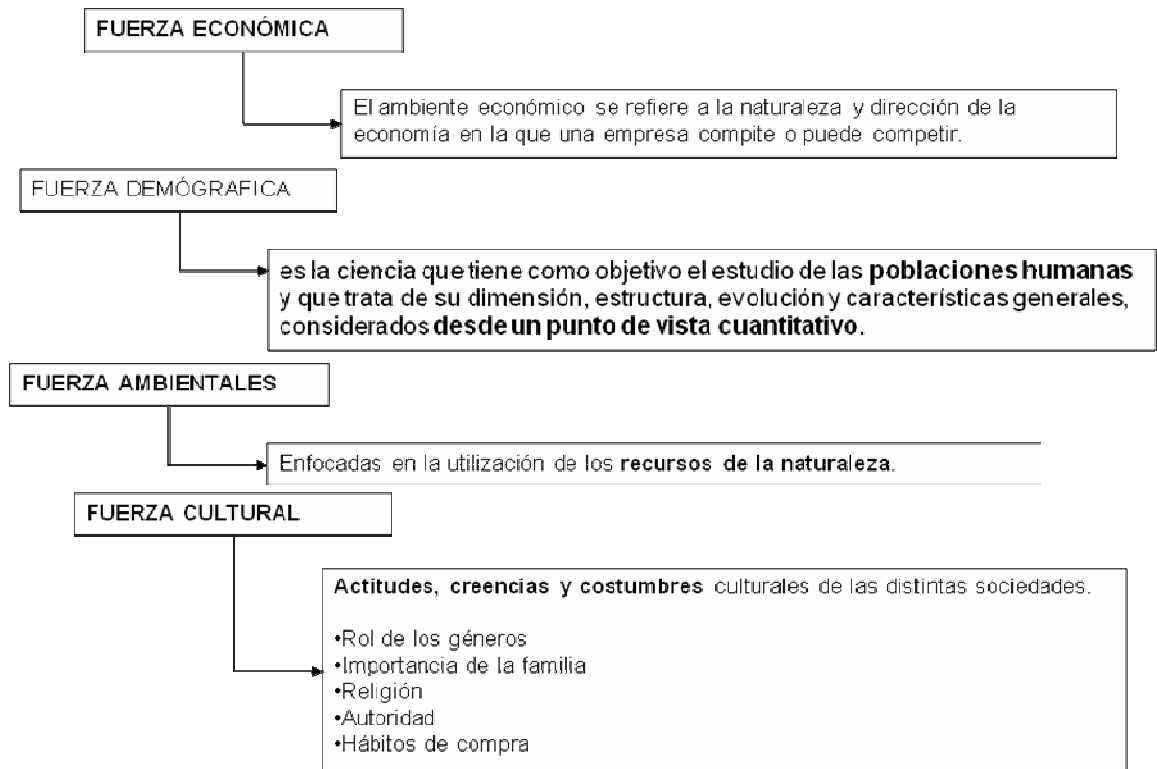 FUERZA ECONÓMICA
El ambiente económico se refiere a la naturaleza y dirección de la
economía en la que una empresa compite o puede competir.
FUERZA DEMÓGRAFICA
es la ciencia que tiene como objetivo el estudio de las poblaciones humanas
y que trata de su dimensión, estructura, evolución y características generales,
considerados desde un punto de vista cuantitativo.
FUERZA AMBIENTALES
Enfocadas en la utilización de los recursos de la naturaleza.
FUERZA CULTURAL
Actitudes, creencias y costumbres culturales de las distintas sociedades.
•Rol de los géneros
•Importancia de la familia
•Religión
•Autoridad
•Hábitos de compra